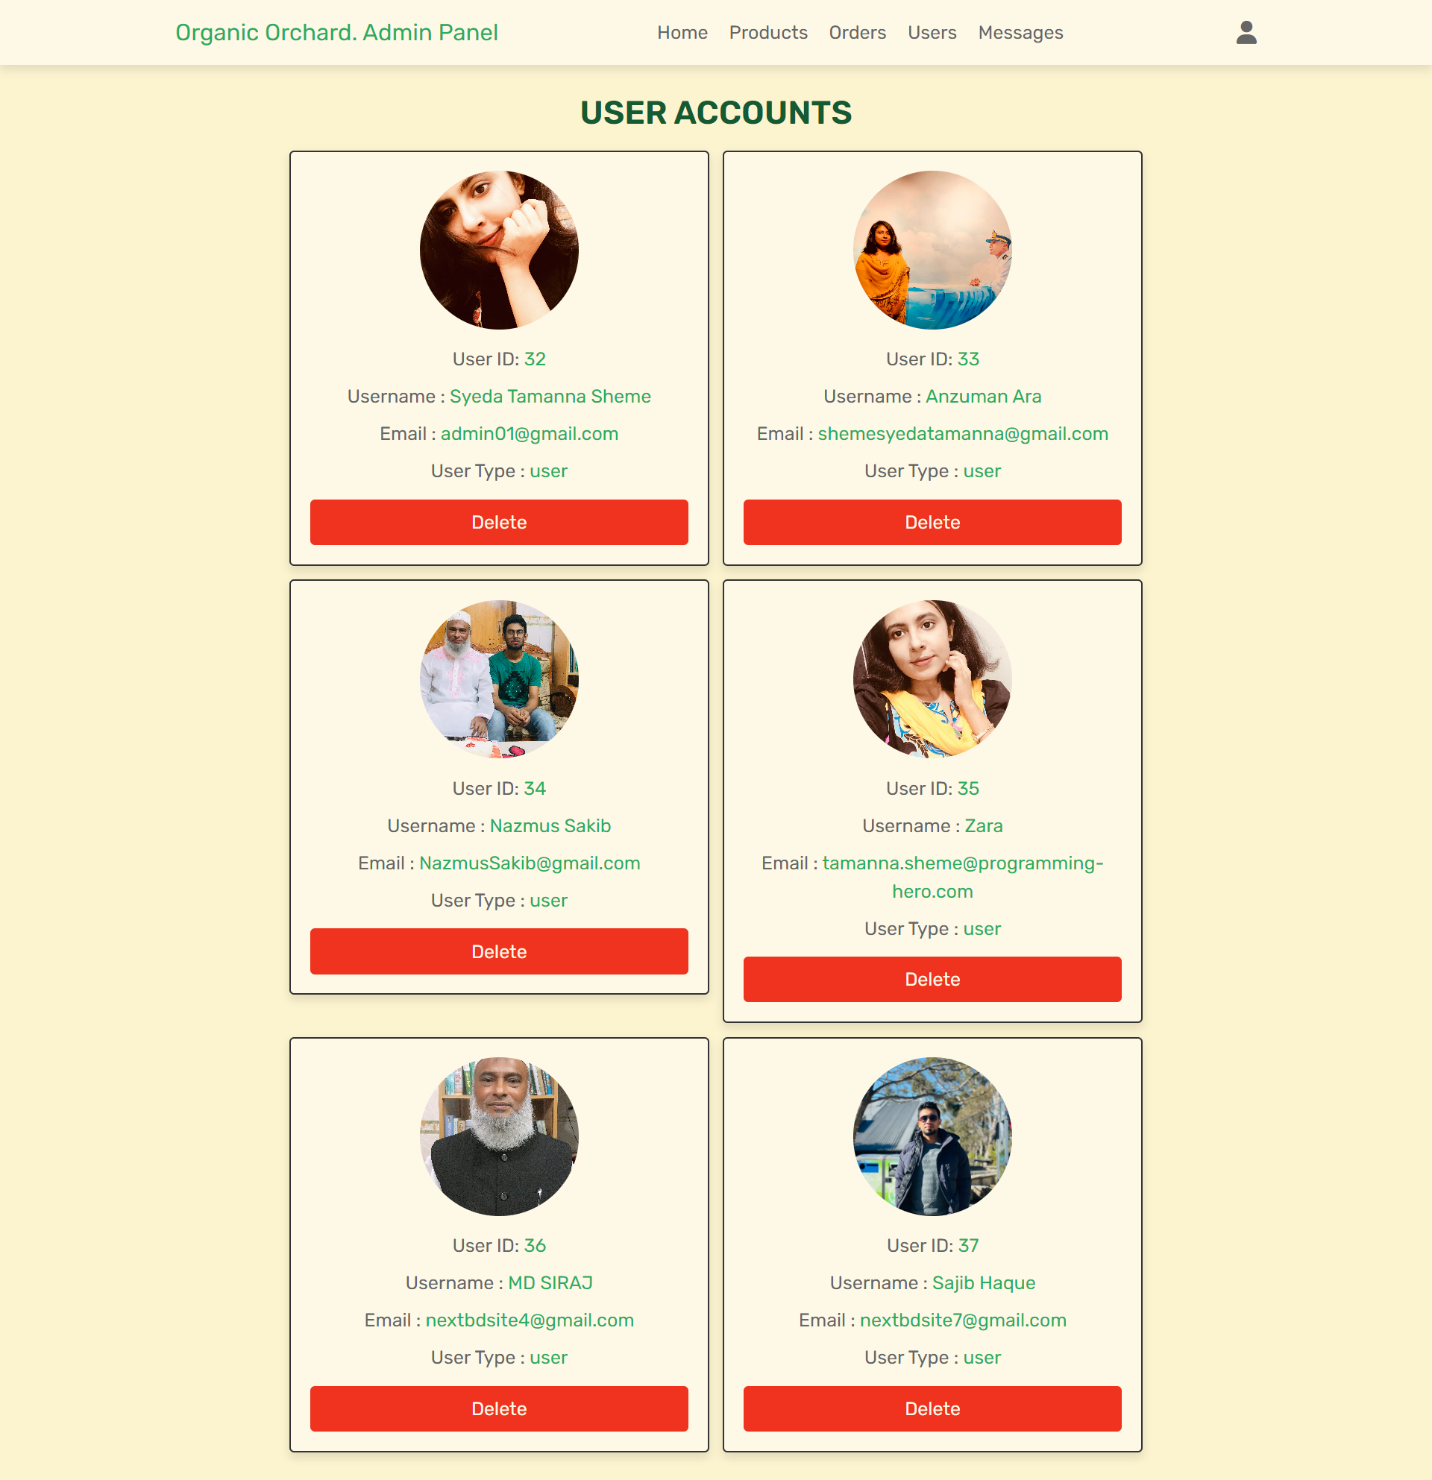 Organic Orchard. Admin Panel
Home Products Orders Users Messages
USER ACCOUNTS
User ID: 32
Username : Syeda Tamanna Sheme
Email : admin01@gmail.com
User Type : user
Delete
User ID: 33
Username : Anzuman Ara
Email : shemesyedatamanna@gmail.com
User Type : user
Delete
User ID: 34
Username : Nazmus Sakib
Email : NazmusSakib@gmail.com
User Type : user
Delete
User ID: 35
Username : Zara
Email : tamanna.sheme@programming-
hero.com
User Type : user
Delete
User ID: 36
Username : MD SIRAJ
Email : nextbdsite4@gmail.com
User Type : user
Delete
User ID: 37
Username : Sajib Haque
Email : nextbdsite7@gmail.com
User Type : user
Delete